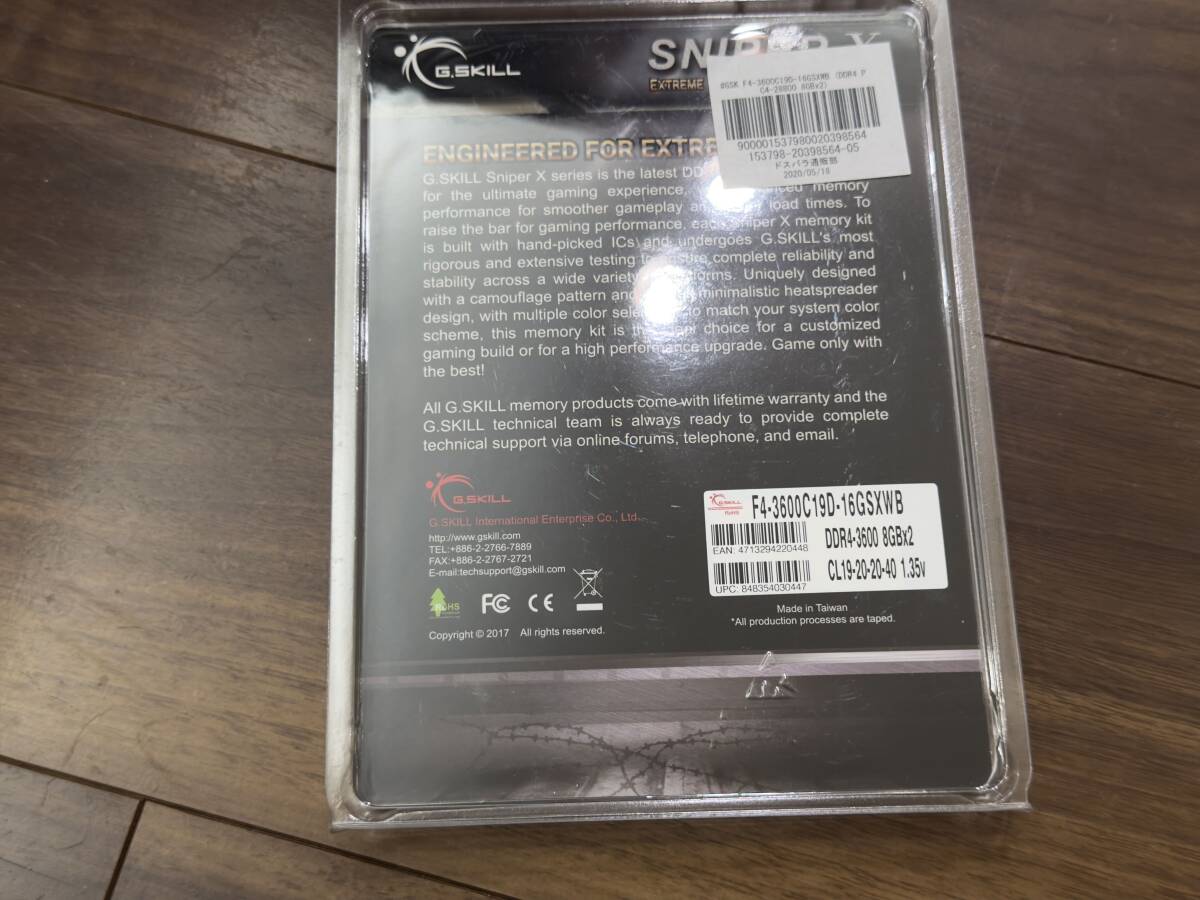 G.SKILL
SNIPER X
EXTREME
#GSK F4-3600C19D-16GSXWB (DDR4 P
C4-28800 8GBx2)
900001537980020398564
153798-20398564-05
ドスパラ通販部
2020/05/18
ENGINEERED FOR EXTRE
G.SKILL Sniper X series is the latest DD
for the ultimate gaming experience, memory
performance for smoother gameplay load times. To
raise the bar for gaming performance, each Sniper X memory kit
is built with hand-picked ICs and undergoes G.SKILL's most
rigorous and extensive testing to ensure complete reliability and
stability across a wide variety platforms. Uniquely designed
with a camouflage pattern and minimalistic heatspreader
design, with multiple color to match your system color
scheme, this memory kit is the choice for a customized
gaming build or for a high performance upgrade. Game only with
the best!
All G.SKILL memory products come with lifetime warranty and the
G.SKILL technical team is always ready to provide complete
technical support via online forums, telephone, and email.
G.SKILL
G.SKILL International Enterprise Co., Ltd.
http://www.gskill.com
TEL:+886-2-2766-7889
FAX:+886-2-2767-2721
E-mail:techsupport@gskill.com
RoHS
FC CE
Copyright © 2017 All rights reserved.
G.SKILL
RoHS
F4-3600C19D-16GSXWB
DDR4-3600 8GBx2
EAN: 4713294220448
CL19-20-20-40 1.35v
UPC: 848354030447
Made in Taiwan
*All production processes are taped.